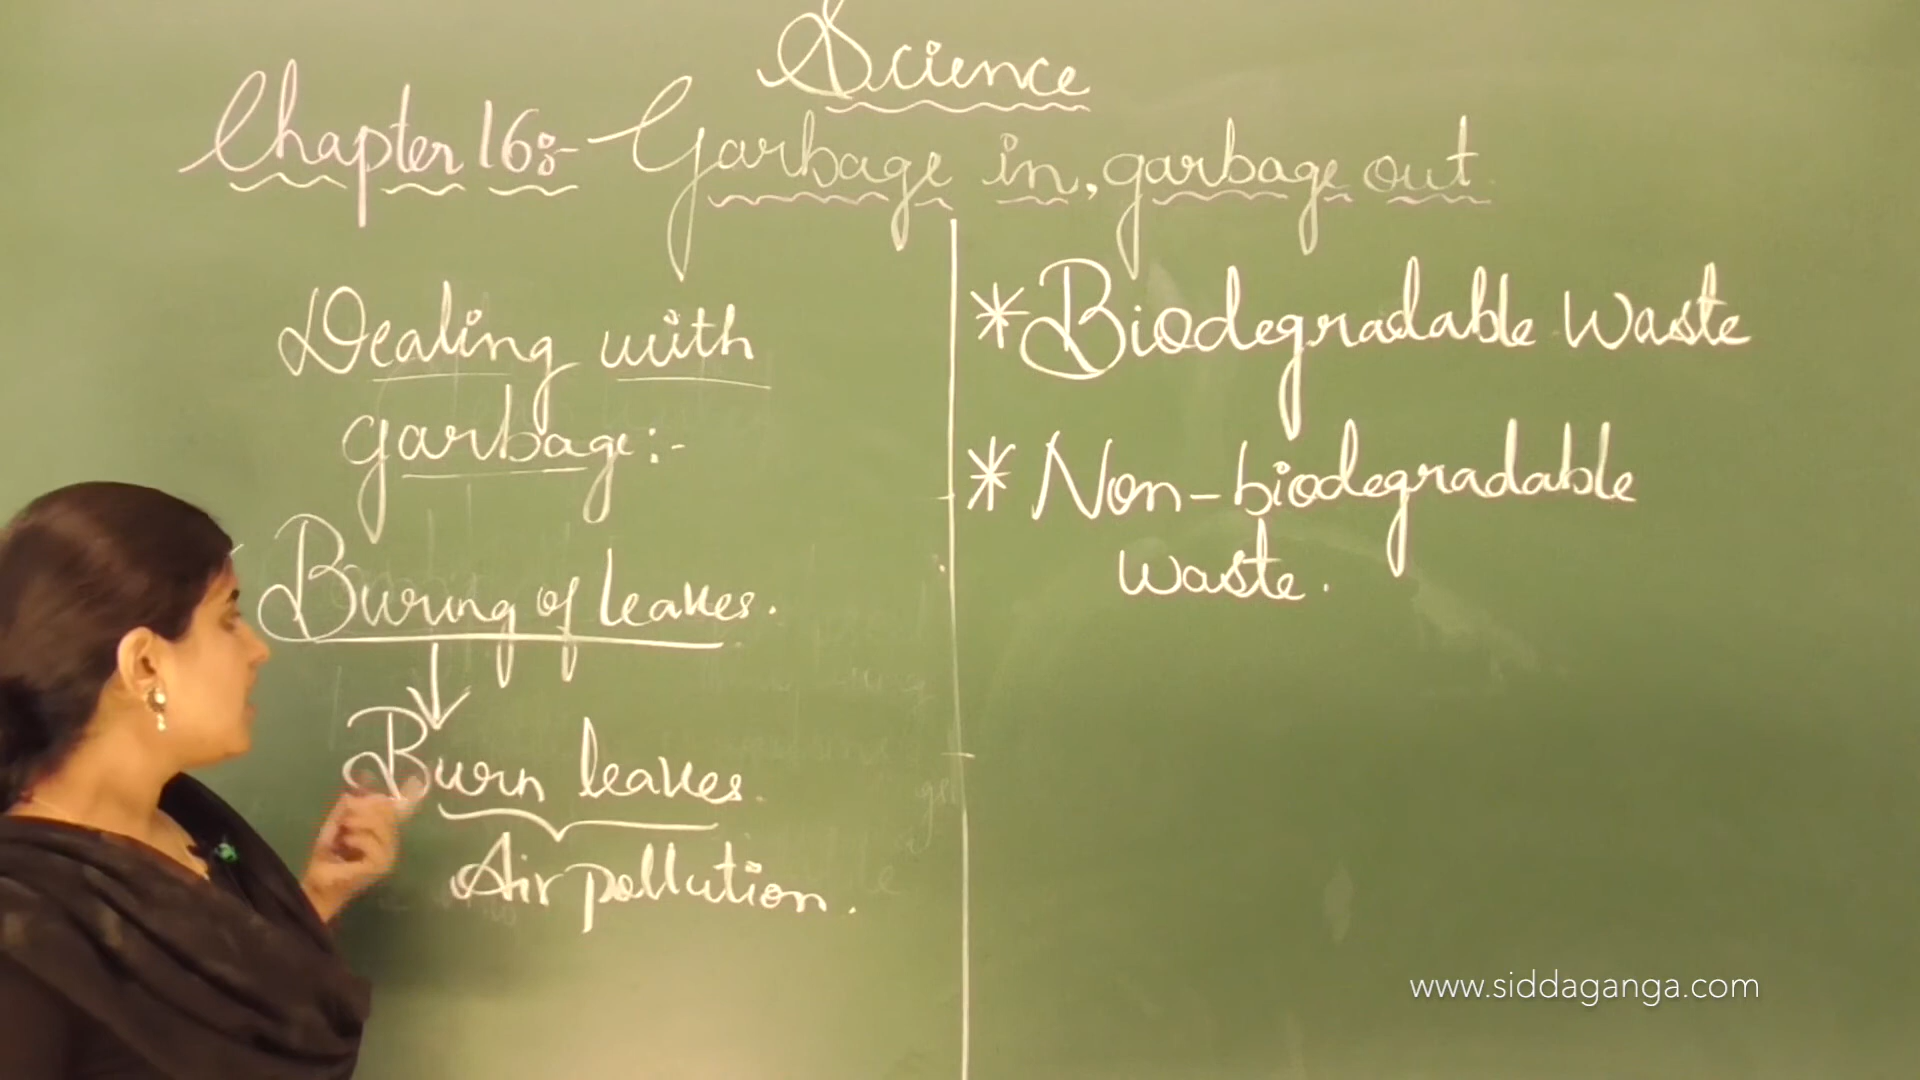 Science
Chapter 16:- Garbage in, garbage out
Dealing with
garbage:-
Buring of leaves.
Burn leaves.
Air pollution.
* Biodegradable Waste
* Non-biodegradable
waste.
www.siddaganga.com